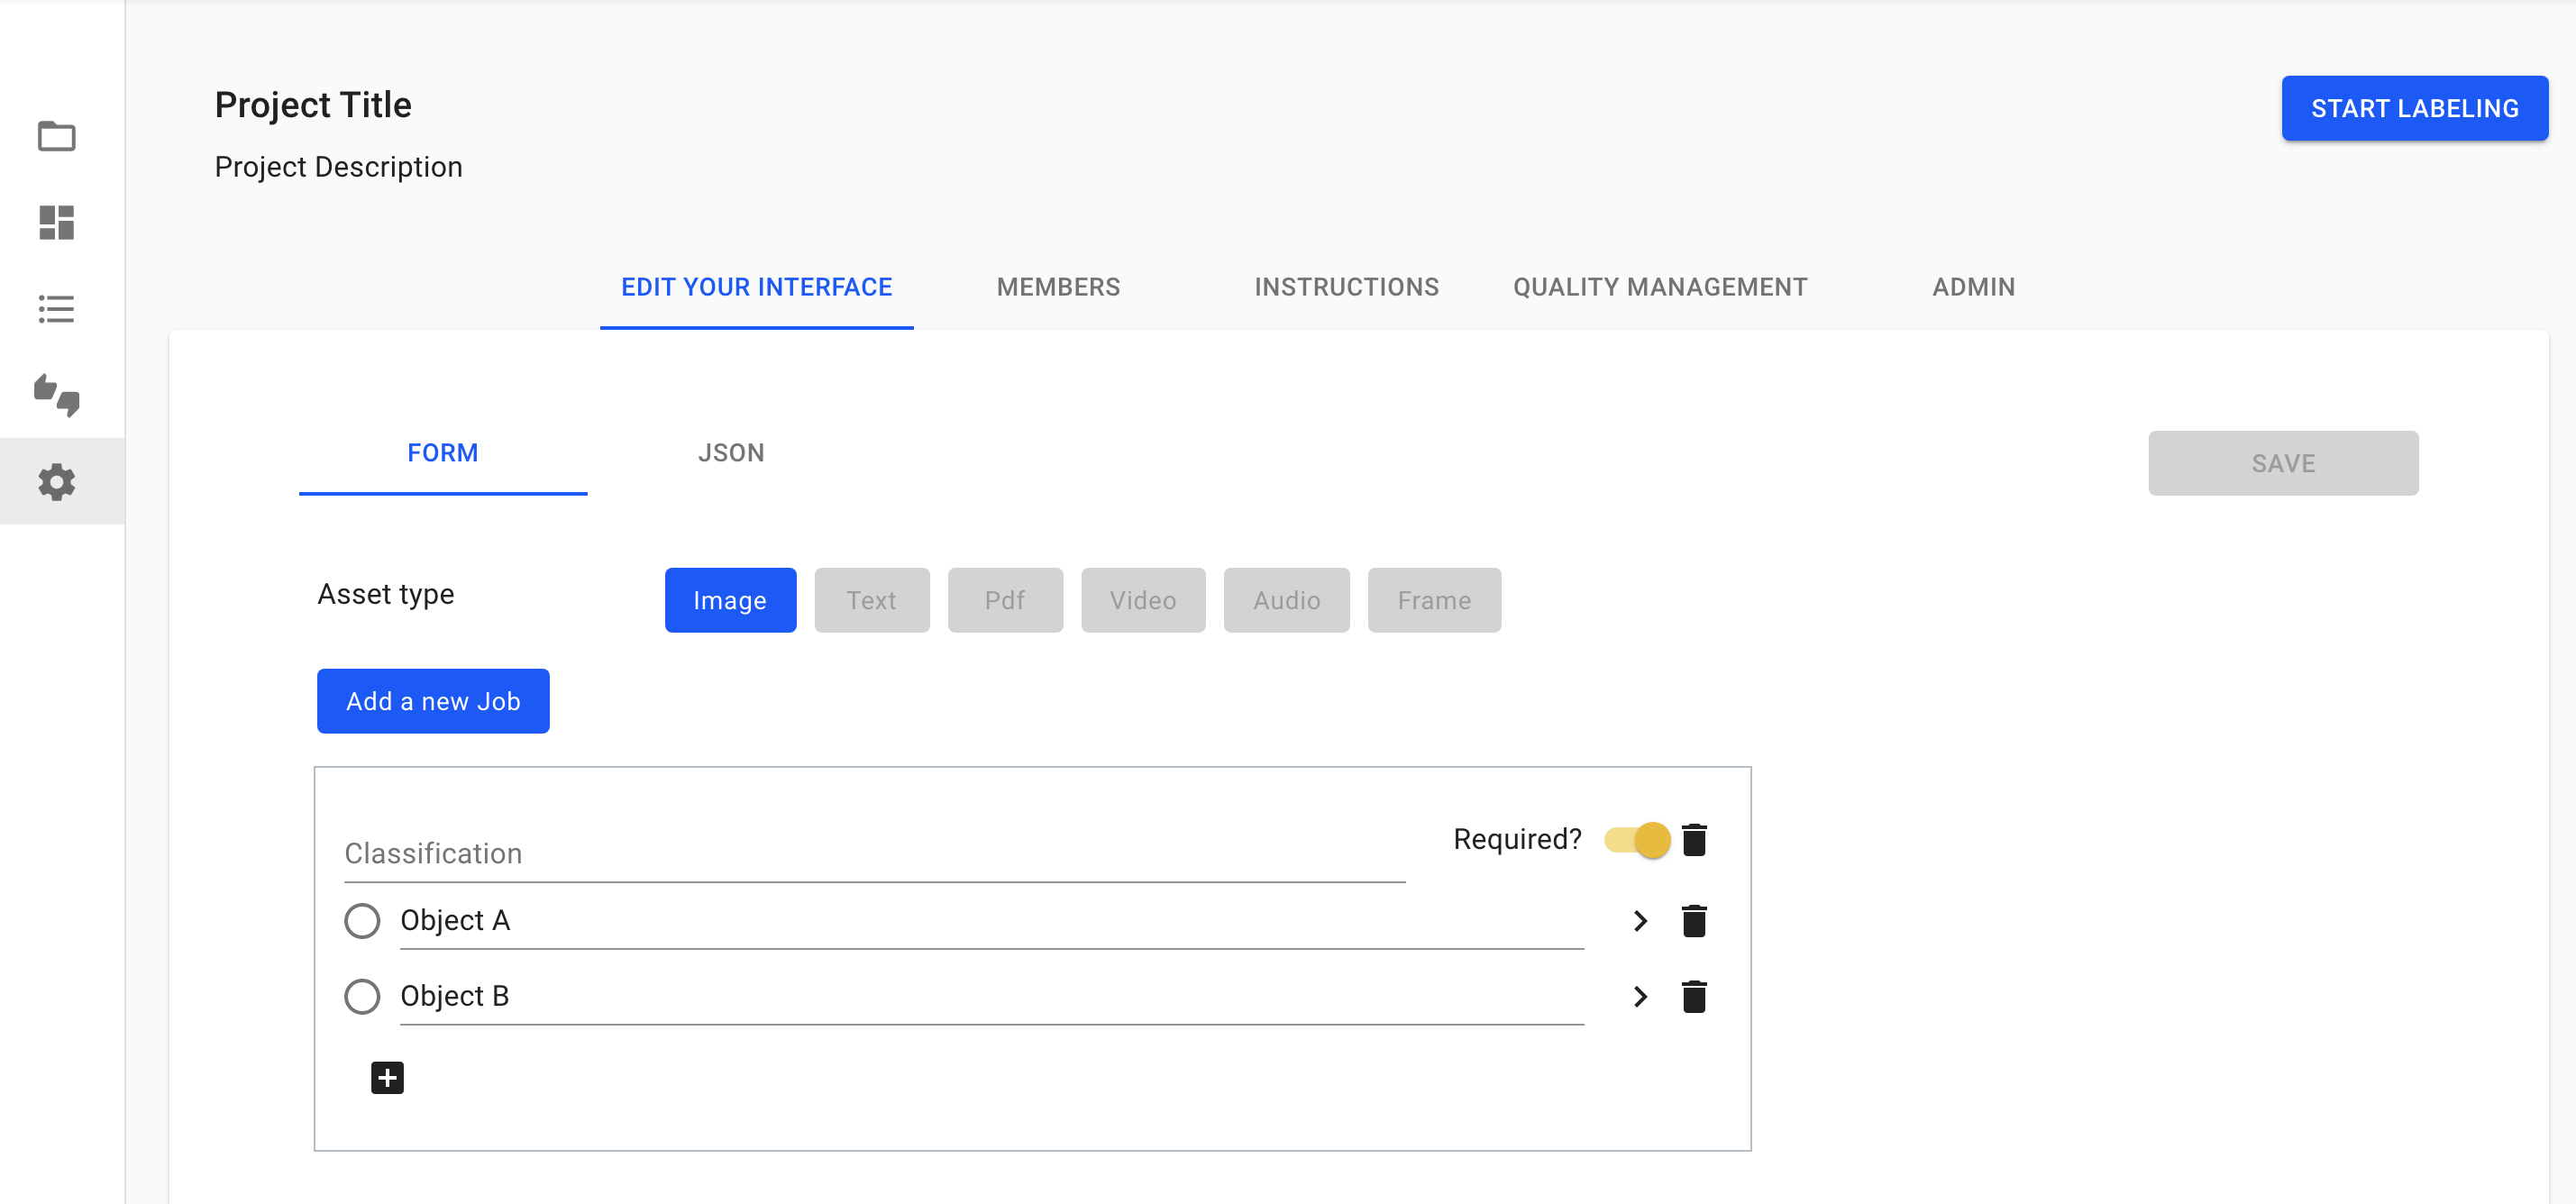 Project Title
START LABELING
Project Description
EDIT YOUR INTERFACE
MEMBERS
INSTRUCTIONS
QUALITY MANAGEMENT
ADMIN
FORM
JSON
SAVE
Asset type
Image
Text
Pdf
Video
Audio
Frame
Add a new Job
Classification
Required?
Object A
Object B